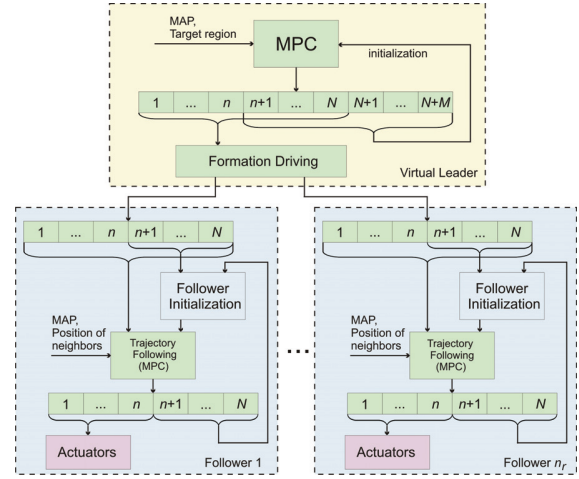 MAP,
Target region
MPC
initialization
1 ... n n+1 ... N N+1 ... N+M
Formation Driving
Virtual Leader
1 ... n n+1 ... N
Follower
Initialization
MAP,
Position of
neighbors
Trajectory
Following
(MPC)
1 ... n n+1 ... N
Actuators
Follower 1
...
1 ... n n+1 ... N
Follower
Initialization
MAP,
Position of
neighbors
Trajectory
Following
(MPC)
1 ... n n+1 ... N
Actuators
Follower nr